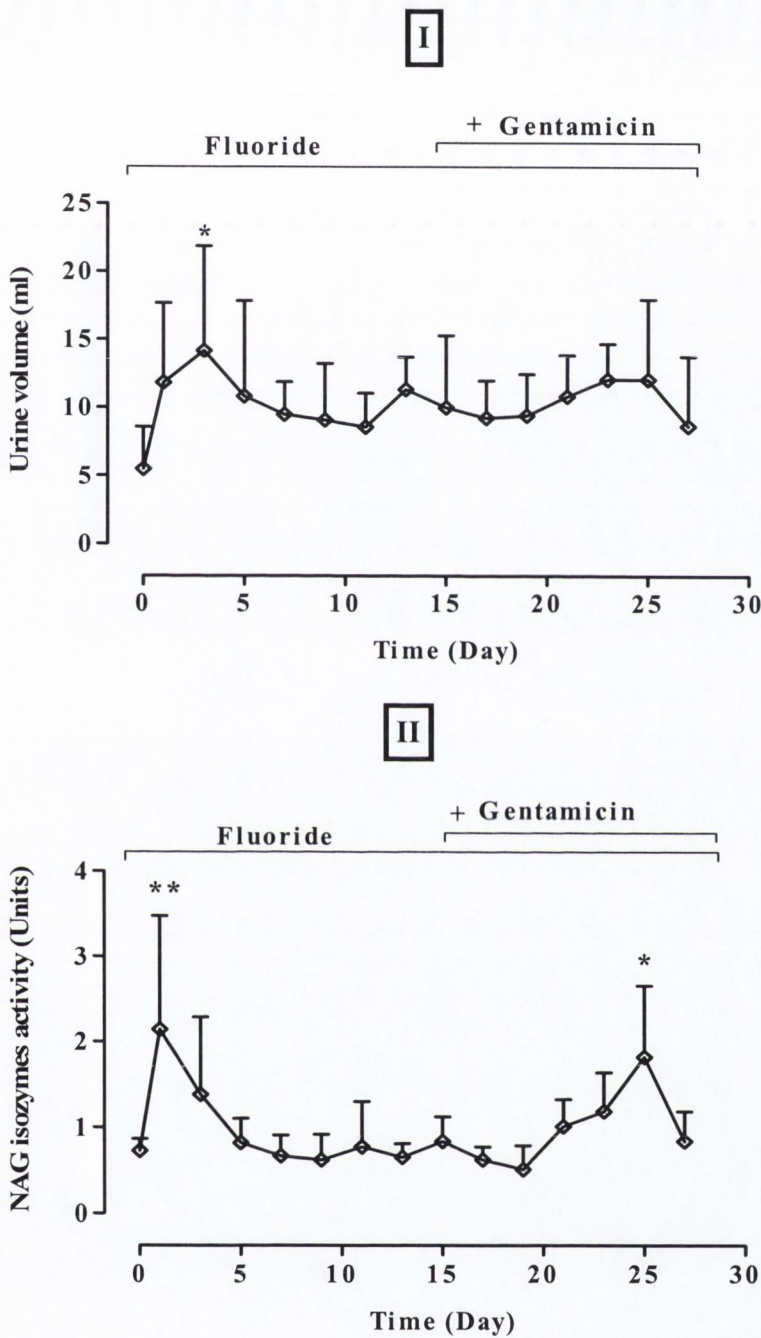 I
+ Gentamicin
Fluoride
Urine volume (ml)
25
20
15
10
5
0
*
0 5 10 15 20 25 30
Time (Day)
II
+ Gentamicin
Fluoride
NAG isozymes activity (Units)
4
3
2
1
0
**
*
0 5 10 15 20 25 30
Time (Day)